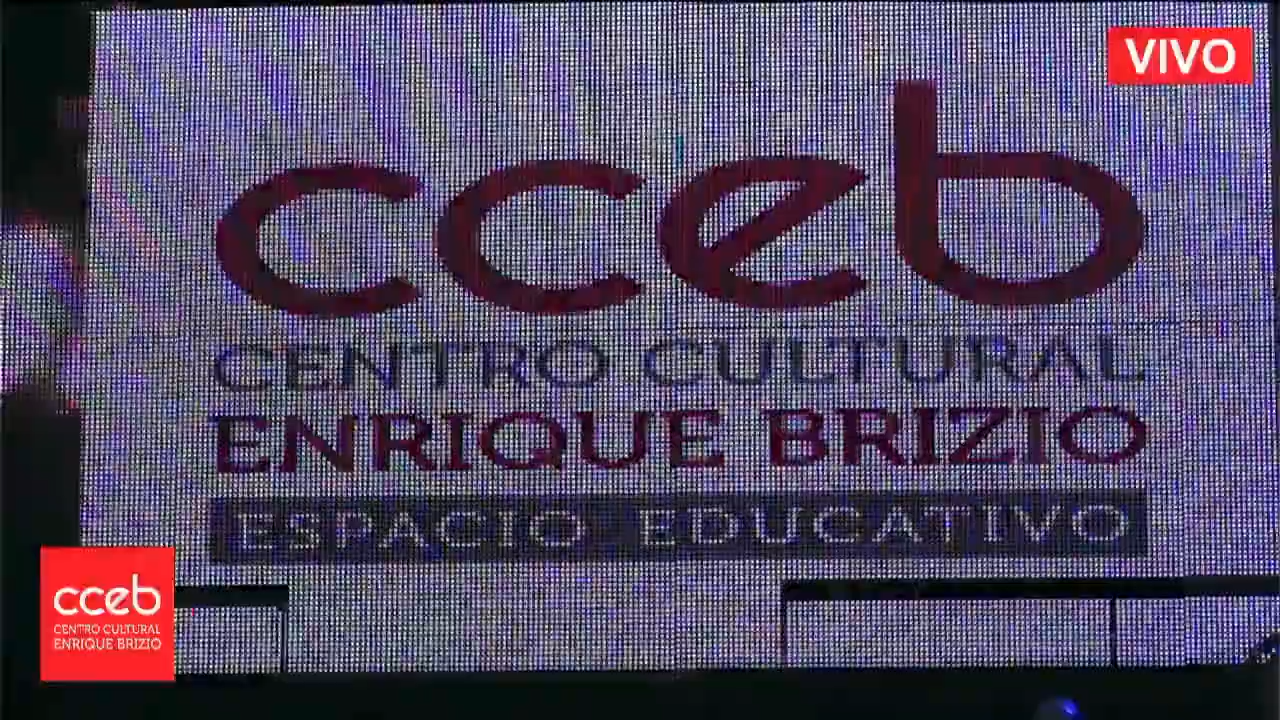 VIVO
cceb
CENTRO CULTURAL
ENRIQUE BRIZIO
ESPACIO EDUCATIVO
cceb
CENTRO CULTURAL
ENRIQUE BRIZIO